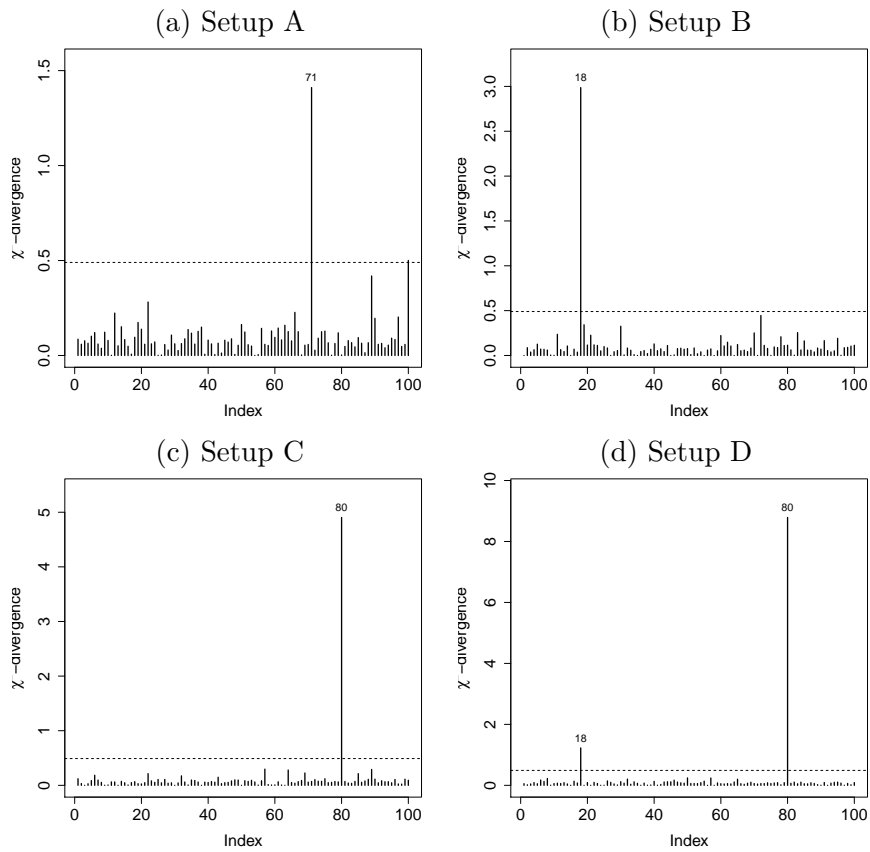 (a) Setup A
1.5
1.0
0.5
0.0
χ -divergence
71
0 20 40 60 80 100
Index
(b) Setup B
3.0
2.5
2.0
1.5
1.0
0.5
0.0
χ -divergence
18
0 20 40 60 80 100
Index
(c) Setup C
5
4
3
2
1
0
χ -divergence
80
0 20 40 60 80 100
Index
(d) Setup D
10
8
6
4
2
0
χ -divergence
18
80
0 20 40 60 80 100
Index